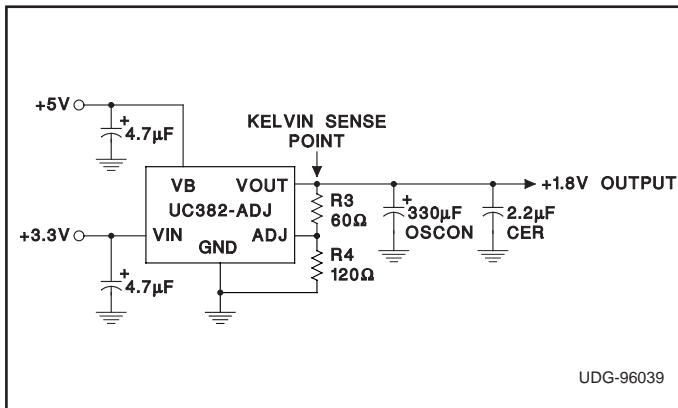 +5V
+
4.7µF
KELVIN SENSE
POINT
VB
VOUT
+1.8V OUTPUT
UC382-ADJ
R3
60Ω
+
330µF
OSCON
2.2µF
CER
+3.3V
VIN
ADJ
GND
R4
120Ω
+
4.7µF
UDG-96039